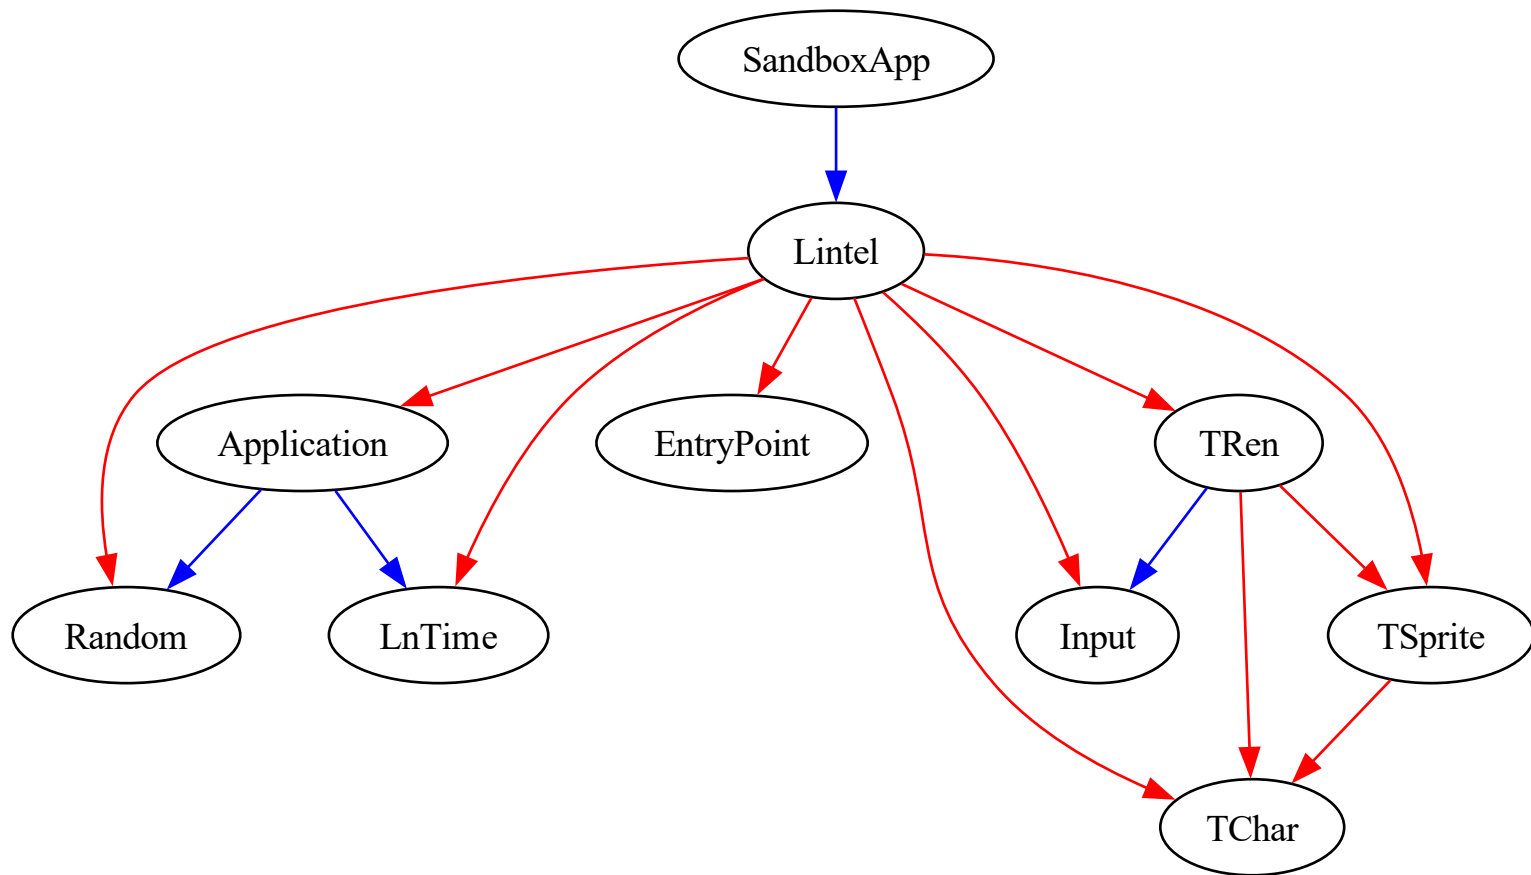 SandboxApp
Lintel
Application
EntryPoint
TRen
Random
LnTime
Input
TSprite
TChar